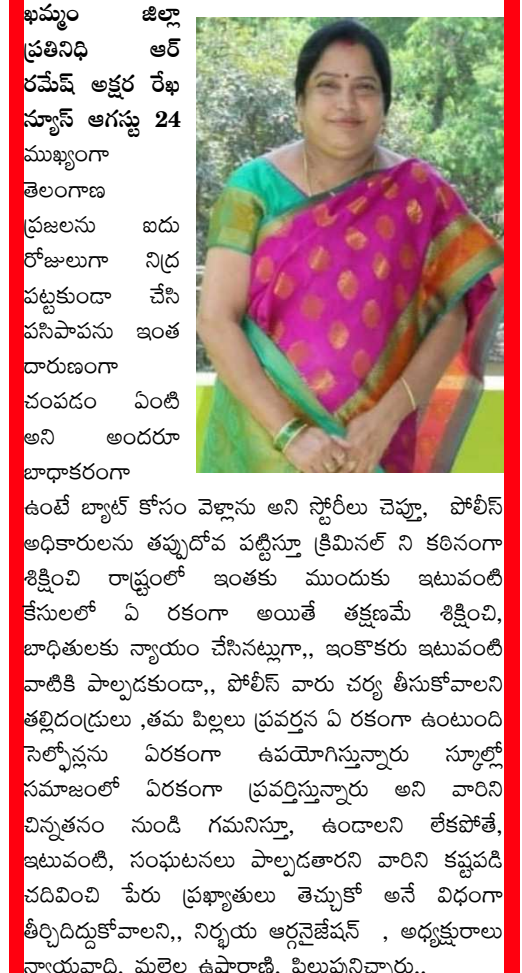 ఖమ్మం జిల్లా
ప్రతినిధి ఆర్
రమేష్ అక్షర రేఖ
న్యూస్ ఆగస్టు 24
ముఖ్యంగా
తెలంగాణ
ప్రజలను ఐదు
రోజులుగా నిద్ర
పట్టకుండా చేసి
పసిపాపను ఇంత
దారుణంగా
చంపడం ఏంటి
అని అందరూ
బాధాకరంగా
ఉంటే బ్యాట్ కోసం వెళ్లాను అని స్టోరీలు చెప్తూ, పోలీస్
అధికారులను తప్పుదోవ పట్టిస్తూ క్రిమినల్ ని కఠినంగా
శిక్షించి రాష్ట్రంలో ఇంతకు ముందుకు ఇటువంటి
కేసులలో ఏ రకంగా అయితే తక్షణమే శిక్షించి,
బాధితులకు న్యాయం చేసినట్లుగా,, ఇంకొకరు ఇటువంటి
వాటికి పాల్పడకుండా,, పోలీస్ వారు చర్య తీసుకోవాలని
తల్లిదండ్రులు ,తమ పిల్లలు ప్రవర్తన ఏ రకంగా ఉంటుంది
సెల్ఫోన్లను ఏరకంగా ఉపయోగిస్తున్నారు స్కూల్లో
సమాజంలో ఏరకంగా ప్రవర్తిస్తున్నారు అని వారిని
చిన్నతనం నుండి గమనిస్తూ, ఉండాలని లేకపోతే,
ఇటువంటి, సంఘటనలు పాల్పడతారని వారిని కష్టపడి
చదివించి పేరు ప్రఖ్యాతులు తెచ్చుకో అనే విధంగా
తీర్చిదిద్దుకోవాలని,, నిర్భయ ఆర్గనైజేషన్ , అధ్యక్షురాలు
న్యాయవాది, మల్లెల ఉషారాణి, పిలుపునిచ్చారు..